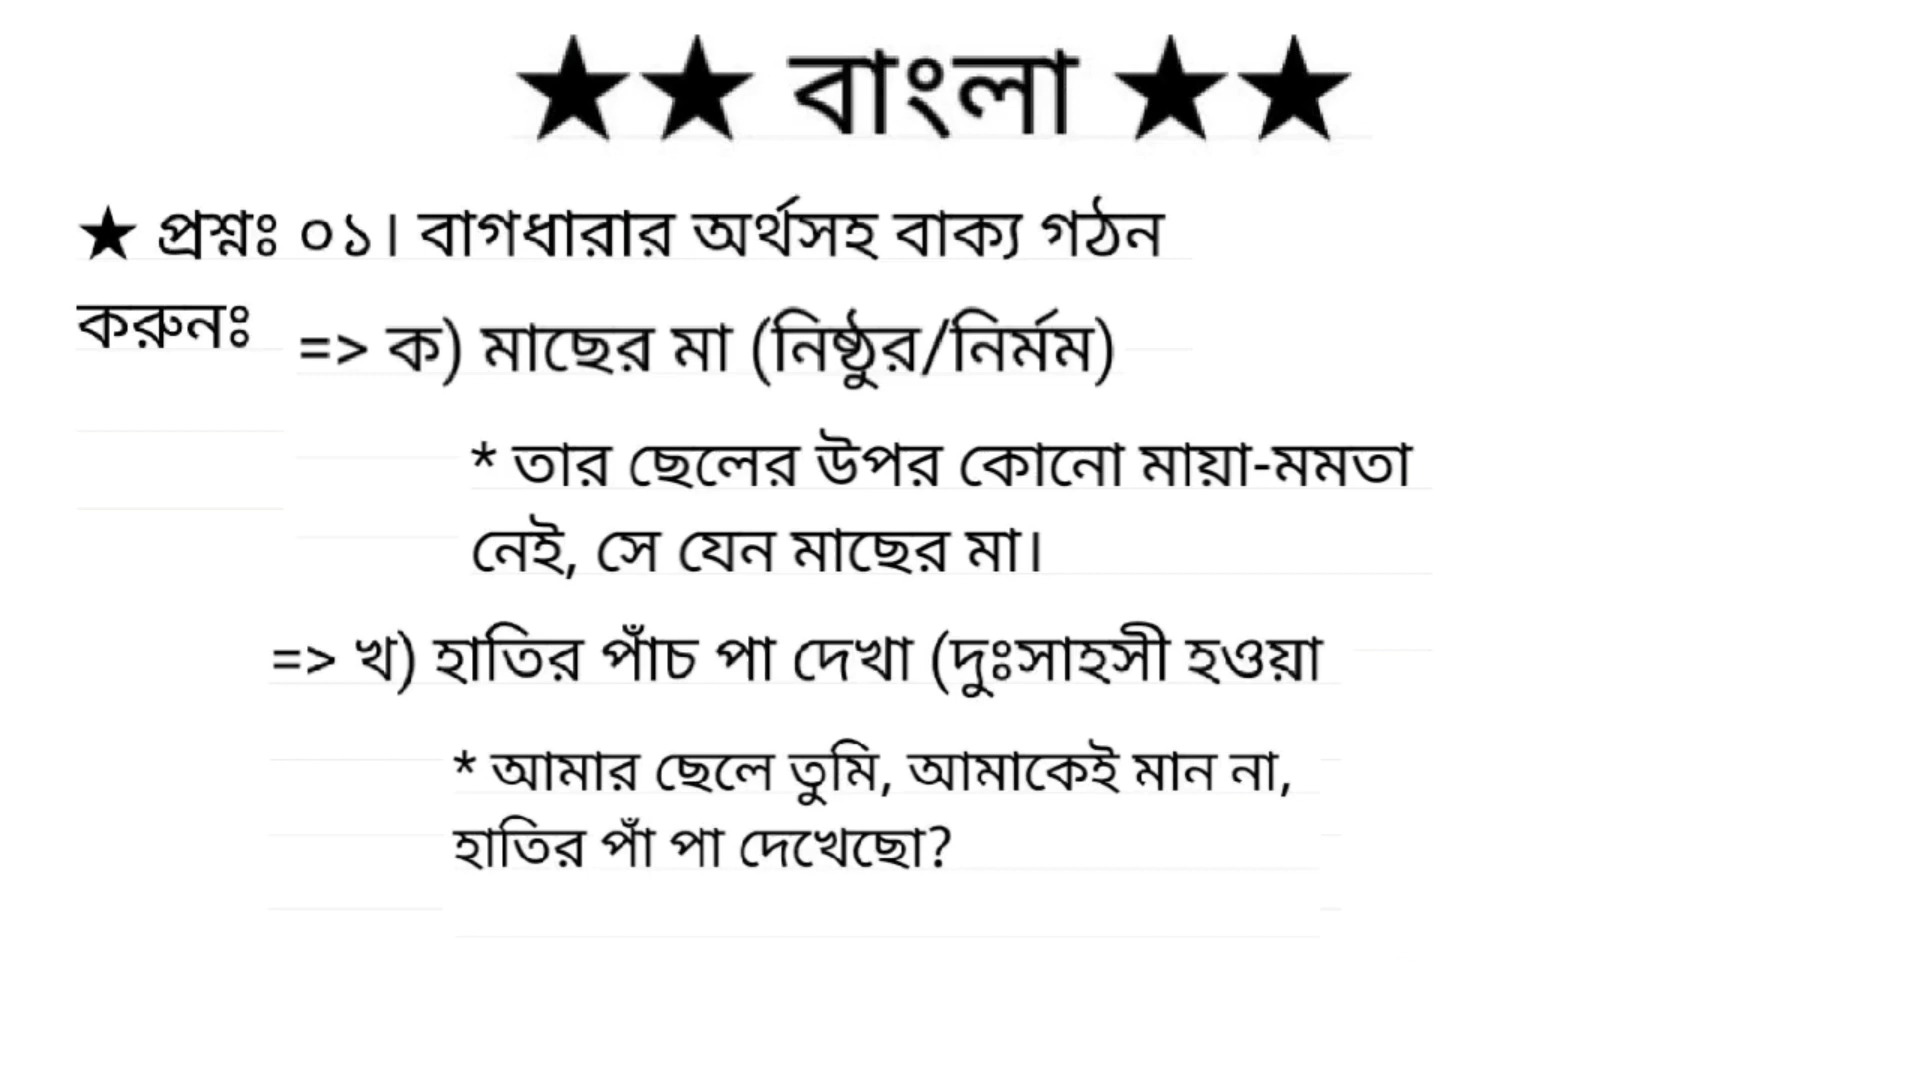 ★★ বাংলা ★★
★ প্রশ্নঃ ০১। বাগধারার অর্থসহ বাক্য গঠন
করুনঃ
=> ক) মাছের মা (নিষ্ঠুর/নির্মম)
* তার ছেলের উপর কোনো মায়া-মমতা
নেই, সে যেন মাছের মা।
=> খ) হাতির পাঁচ পা দেখা (দুঃসাহসী হওয়া
* আমার ছেলে তুমি, আমাকেই মান না,
হাতির পাঁ পা দেখেছো?